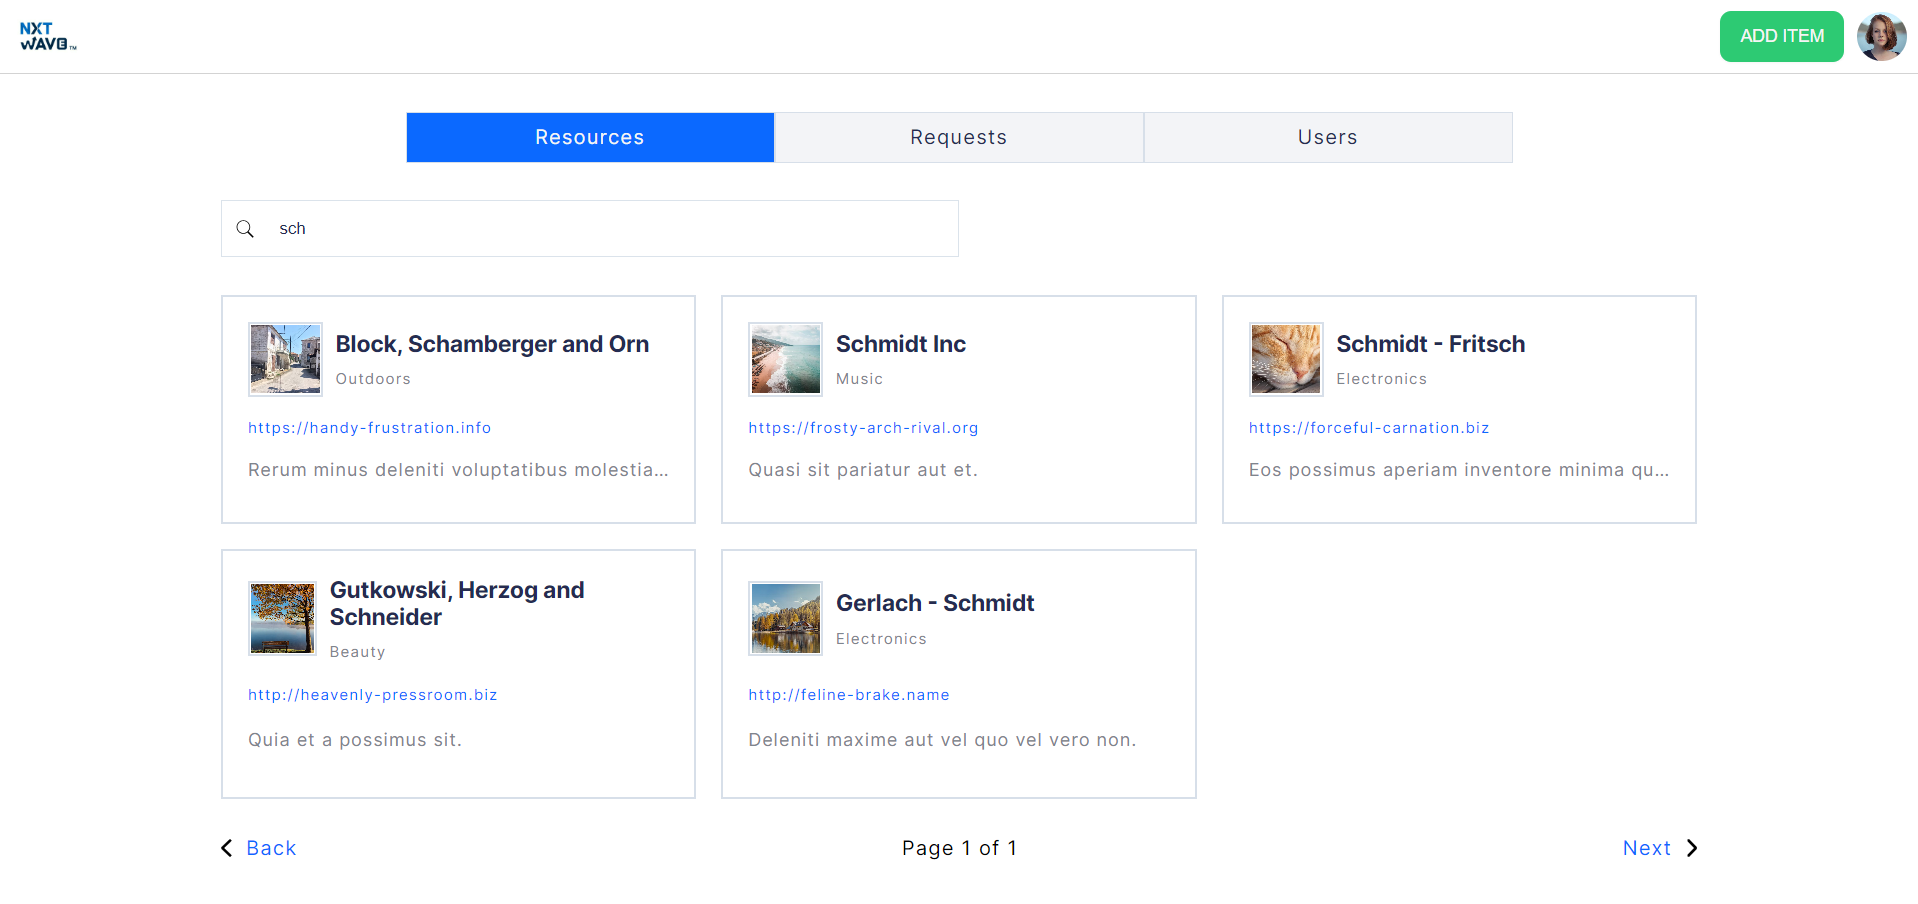 NXT
WAVE™
ADD ITEM
Resources
Requests
Users
sch
Block, Schamberger and Orn
Outdoors
https://handy-frustration.info
Rerum minus deleniti voluptatibus molestia...
Schmidt Inc
Music
https://frosty-arch-rival.org
Quasi sit pariatur aut et.
Schmidt - Fritsch
Electronics
https://forceful-carnation.biz
Eos possimus aperiam inventore minima qu...
Gutkowski, Herzog and
Schneider
Beauty
http://heavenly-pressroom.biz
Quia et a possimus sit.
Gerlach - Schmidt
Electronics
http://feline-brake.name
Deleniti maxime aut vel quo vel vero non.
Back
Page 1 of 1
Next